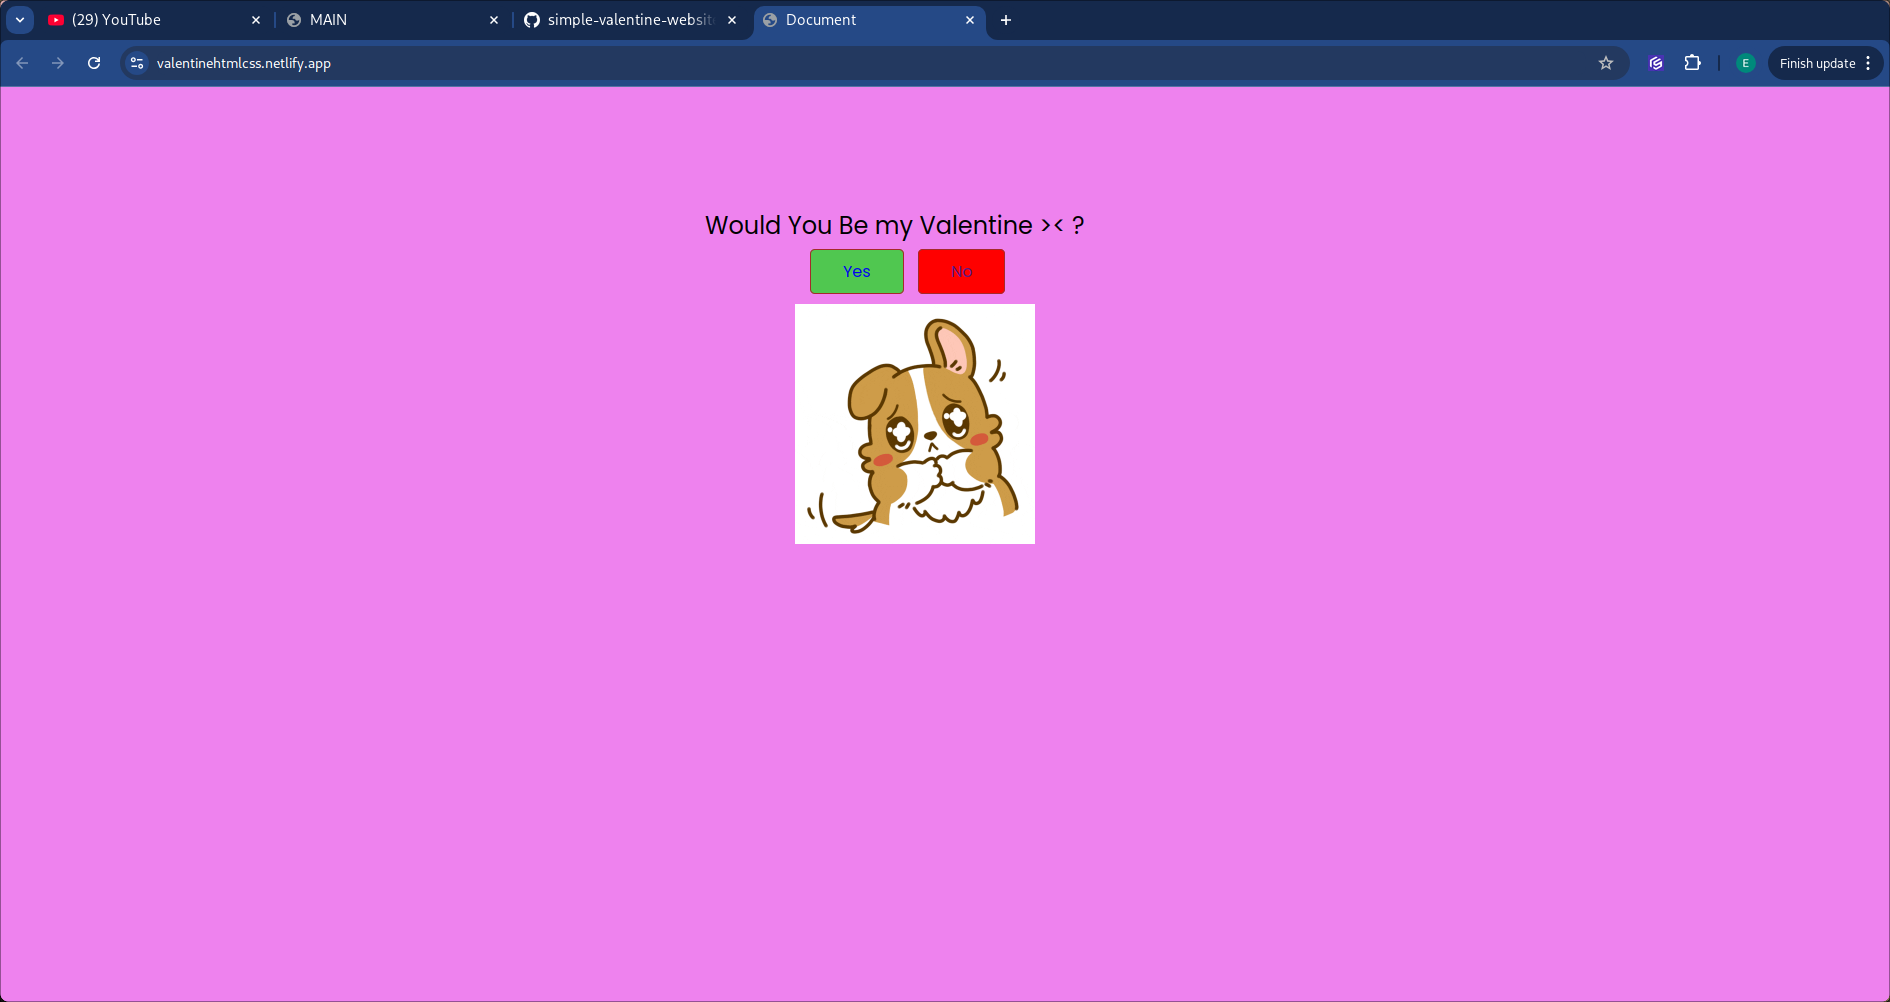 (29) YouTube
MAIN
simple-valentine-websit
Document
valentinehtmlcss.netlify.app
E
Finish update
Would You Be my Valentine >< ?
Yes
No